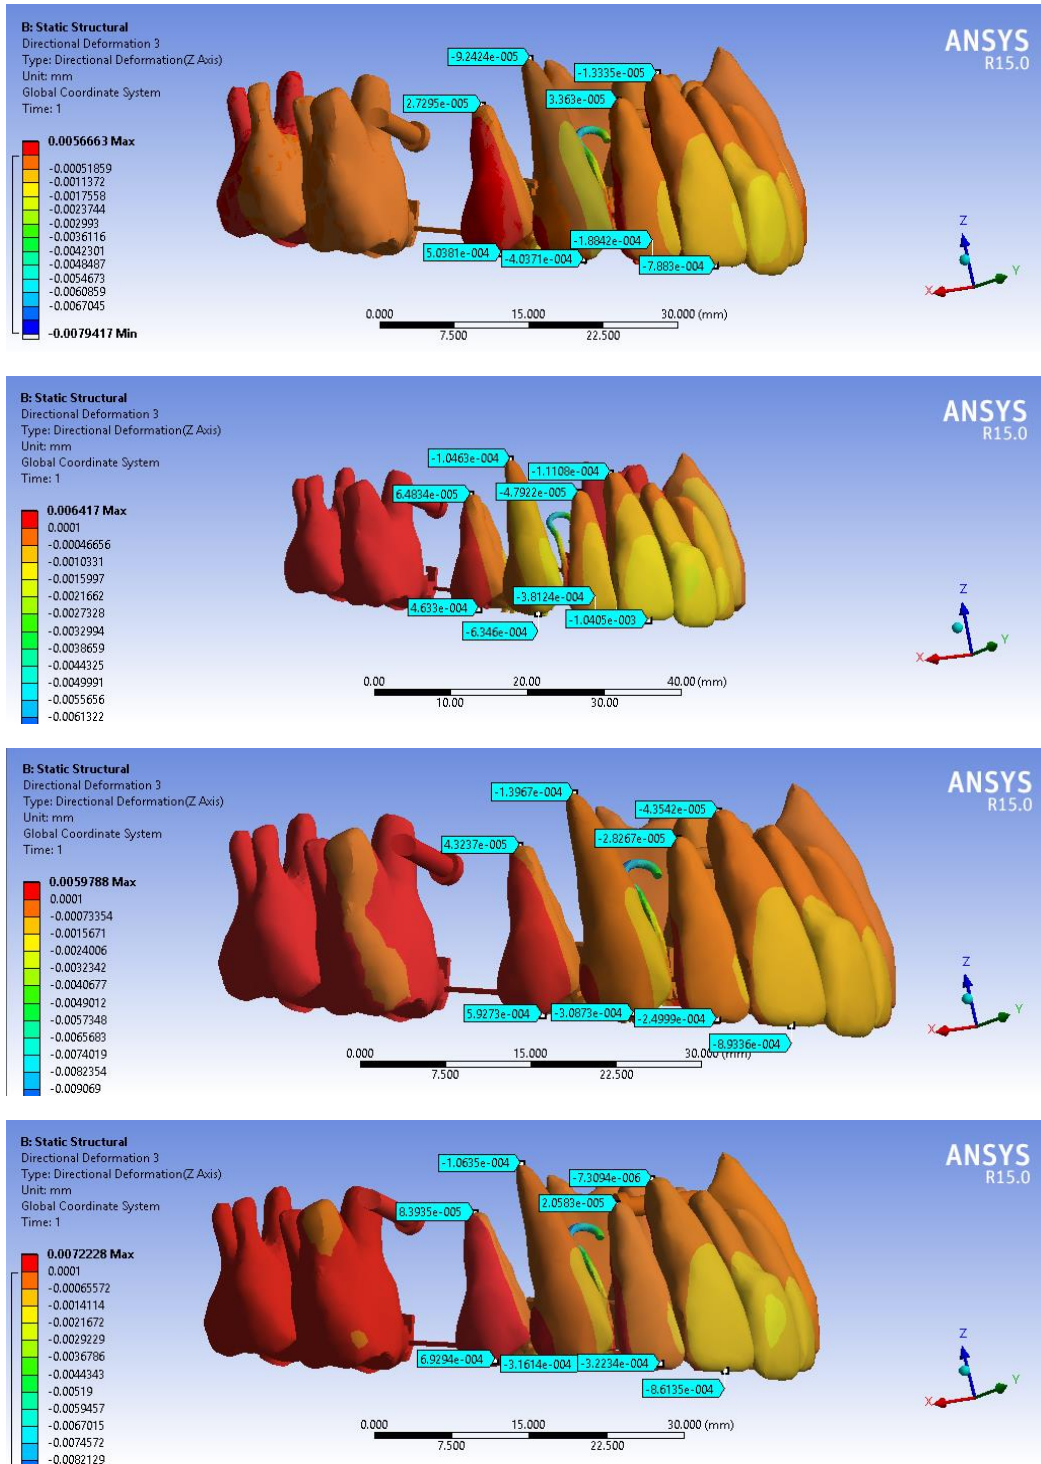 B: Static Structural
Directional Deformation 3
Type: Directional Deformation(Z Axis)
Unit: mm
Global Coordinate System
Time: 1
ANSYS
R15.0
0.0056663 Max
-0.00051859
-0.0011372
-0.0017558
-0.0023744
-0.002993
-0.0036116
-0.0042301
-0.0048487
-0.0054673
-0.0060859
-0.0067045
-0.0079417 Min
-9.2424e-005
-1.3335e-005
2.7295e-005
3.363e-005
-1.8842e-004
5.0381e-004
-4.0371e-004
-7.883e-004
Z
Y
X
0.000 15.000 30.000 (mm)
7.500 22.500
B: Static Structural
Directional Deformation 3
Type: Directional Deformation(Z Axis)
Unit: mm
Global Coordinate System
Time: 1
ANSYS
R15.0
0.006417 Max
0.0001
-0.00046656
-0.0010331
-0.0015997
-0.0021662
-0.0027328
-0.0032994
-0.0038659
-0.0044325
-0.0049991
-0.0055656
-0.0061322
-1.0463e-004
-1.1108e-004
6.4834e-005
-4.7922e-005
-3.8124e-004
4.633e-004
-1.0405e-003
-6.346e-004
Z
Y
X
0.00 20.00 40.00 (mm)
10.00 30.00
B: Static Structural
Directional Deformation 3
Type: Directional Deformation(Z Axis)
Unit: mm
Global Coordinate System
Time: 1
ANSYS
R15.0
0.0059788 Max
0.0001
-0.00073354
-0.0015671
-0.0024006
-0.0032342
-0.0040677
-0.0049012
-0.0057348
-0.0065683
-0.0074019
-0.0082354
-0.009069
-1.3967e-004
-4.3542e-005
4.3237e-005
-2.8267e-005
5.9273e-004
-3.0873e-004
-2.4999e-004
-8.9336e-004
Z
Y
X
0.000 15.000 30.000 (mm)
7.500 22.500
B: Static Structural
Directional Deformation 3
Type: Directional Deformation(Z Axis)
Unit: mm
Global Coordinate System
Time: 1
ANSYS
R15.0
0.0072228 Max
0.0001
-0.00065572
-0.0014114
-0.0021672
-0.0029229
-0.0036786
-0.0044343
-0.00519
-0.0059457
-0.0067015
-0.0074572
-0.0082129
-1.0635e-004
-7.3094e-006
8.3935e-005
2.0583e-005
6.9294e-004
-3.1614e-004
-3.2234e-004
-8.6135e-004
Z
Y
X
0.000 15.000 30.000 (mm)
7.500 22.500